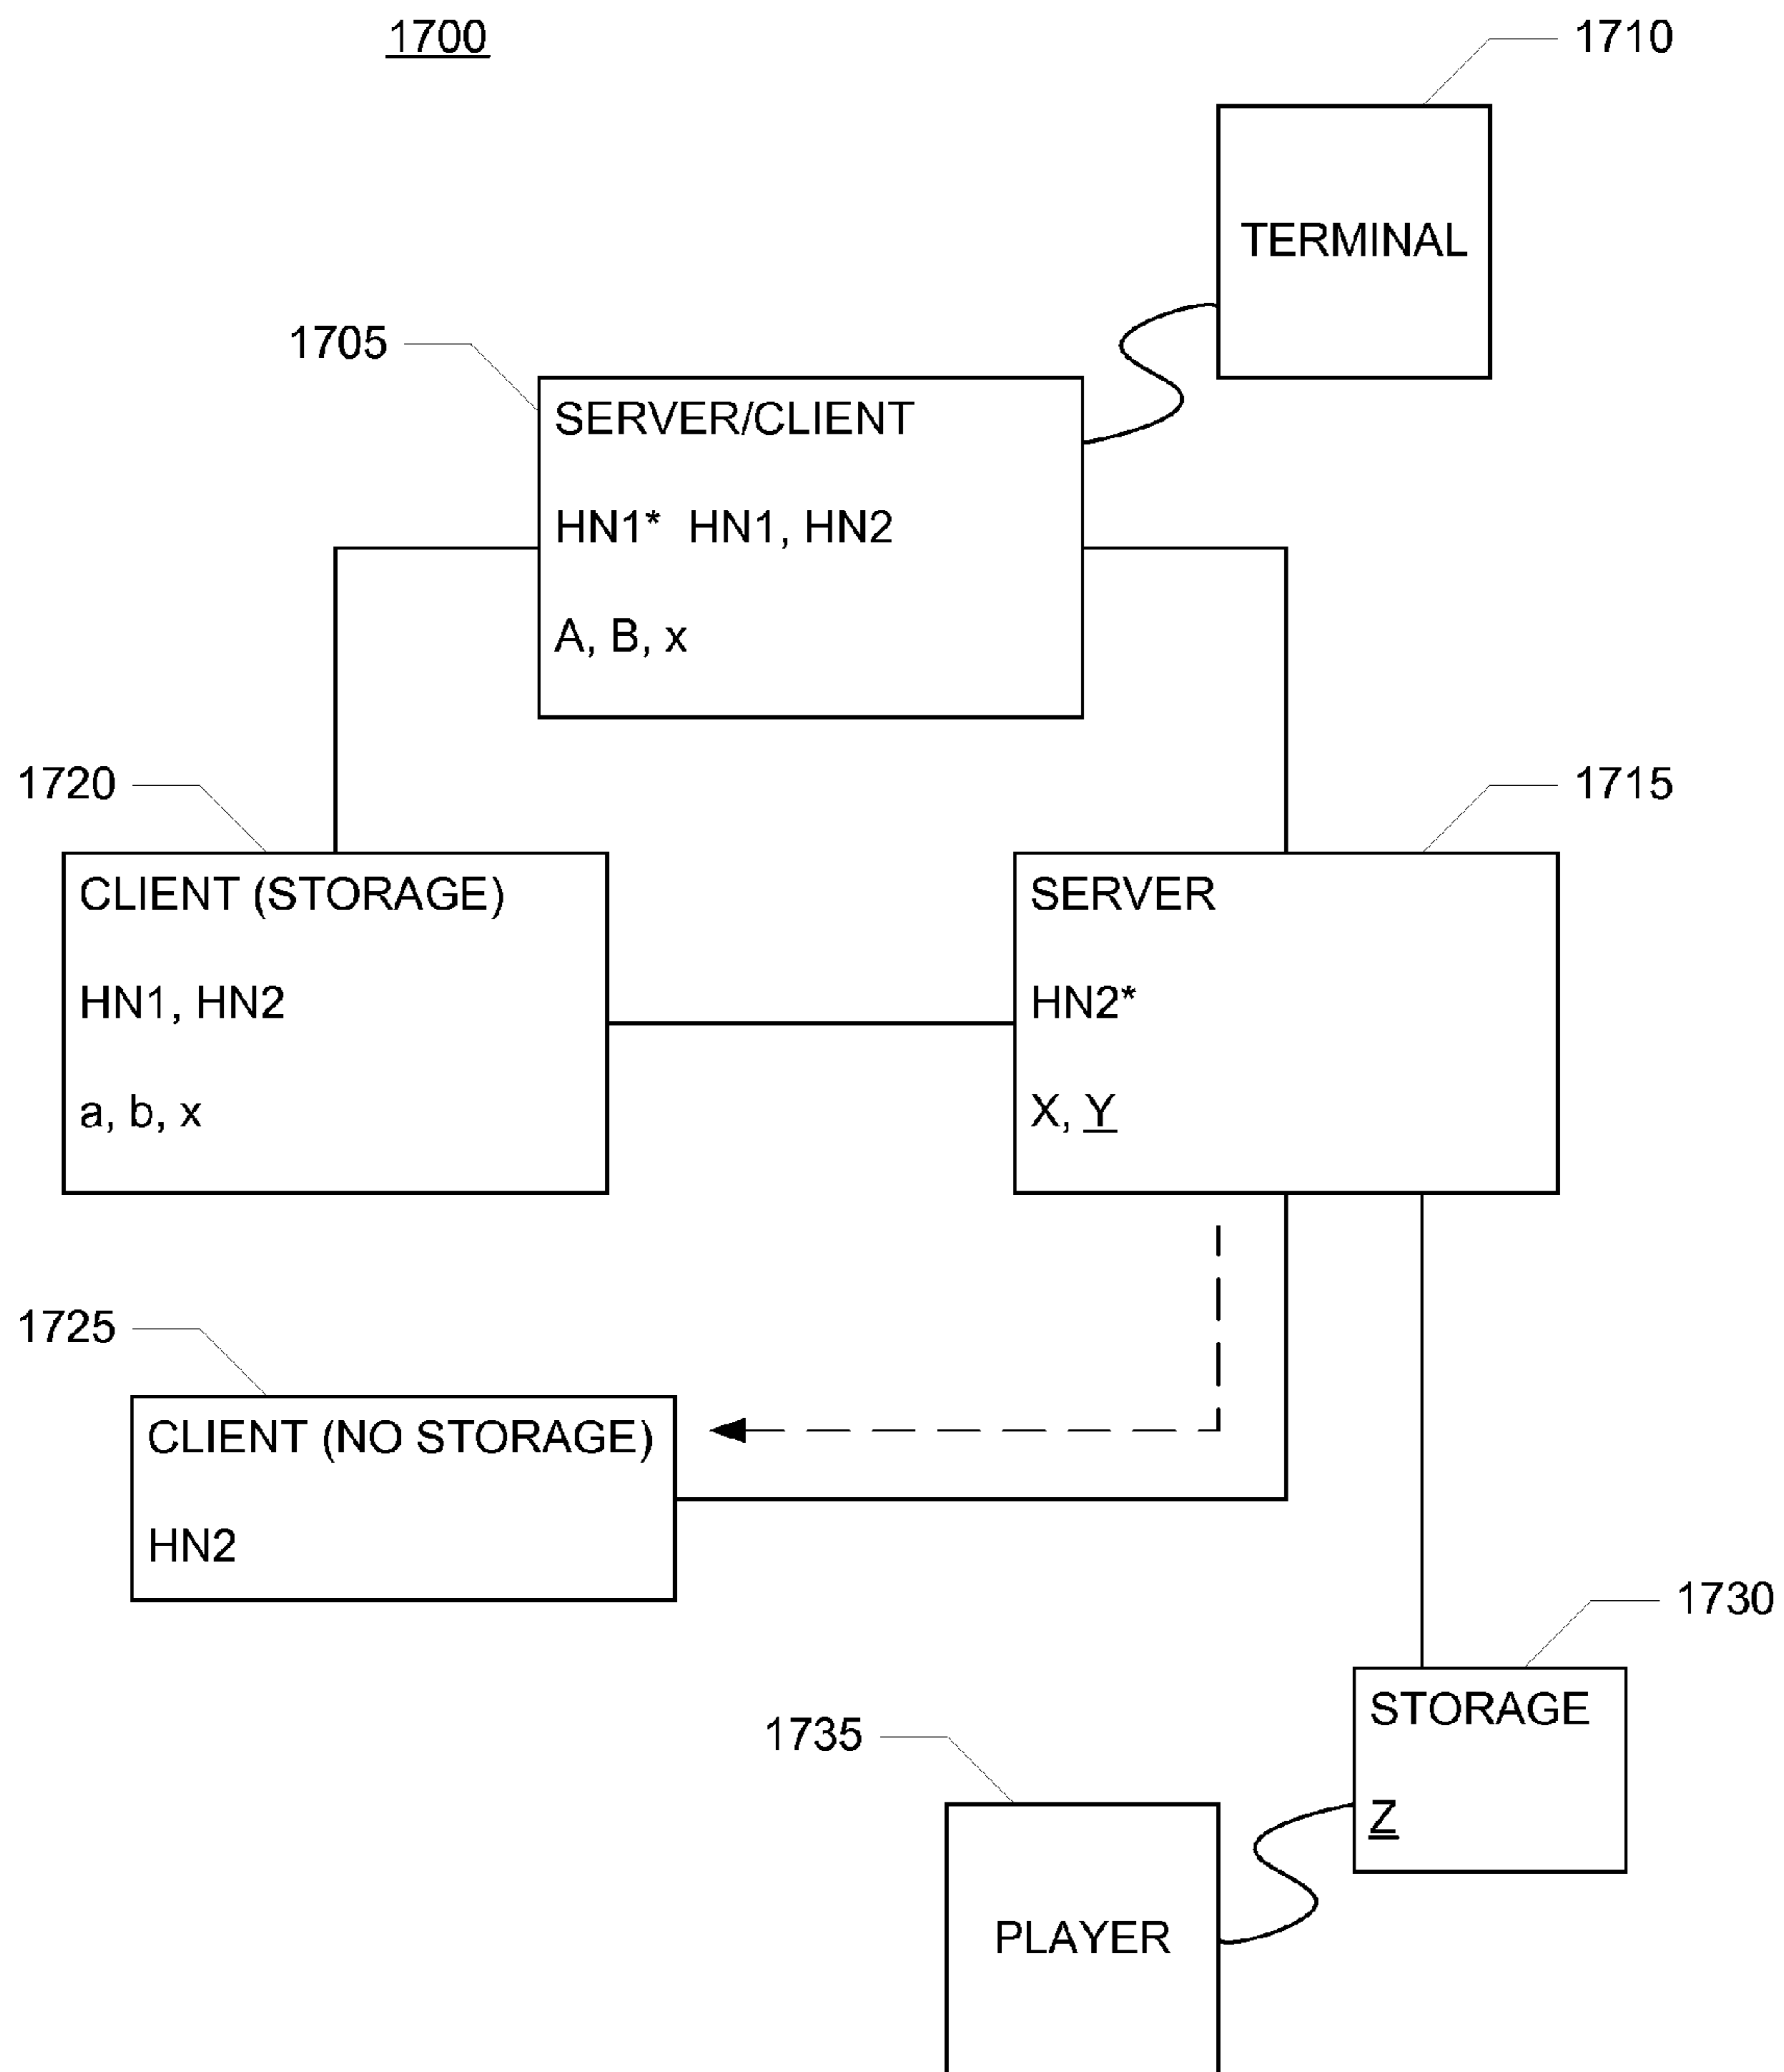 1700
1710
TERMINAL
1705
SERVER/CLIENT
HN1* HN1, HN2
A, B, x
1720
1715
CLIENT (STORAGE)
HN1, HN2
a, b, x
SERVER
HN2*
X, Y
1725
CLIENT (NO STORAGE)
HN2
1730
STORAGE
Z
1735
PLAYER